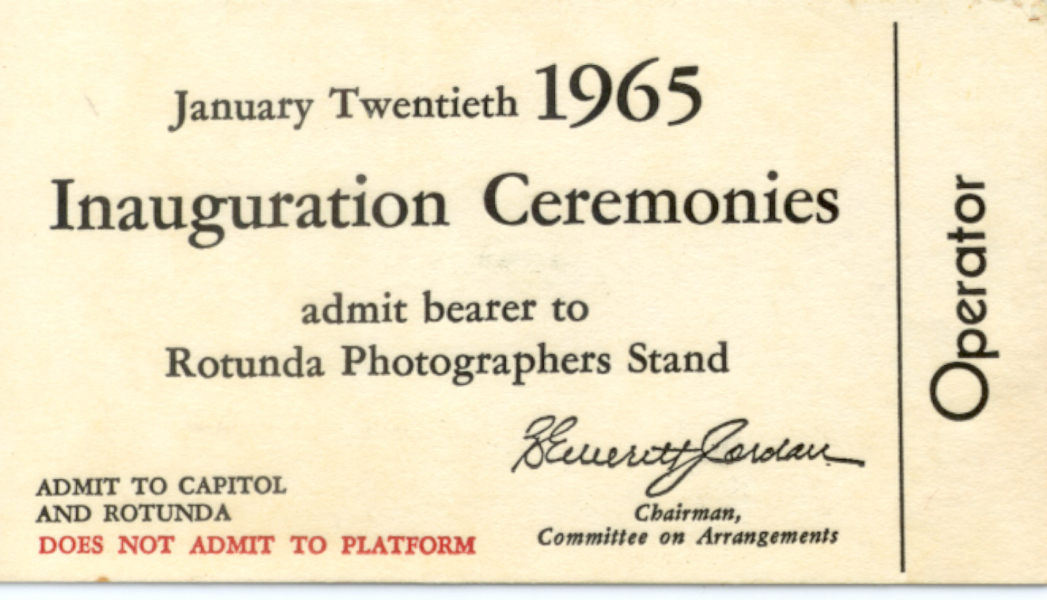 January Twentieth 1965
Inauguration Ceremonies
admit bearer to
Rotunda Photographers Stand
B Everett Jordan
Chairman,
Committee on Arrangements
ADMIT TO CAPITOL
AND ROTUNDA
DOES NOT ADMIT TO PLATFORM
Operator